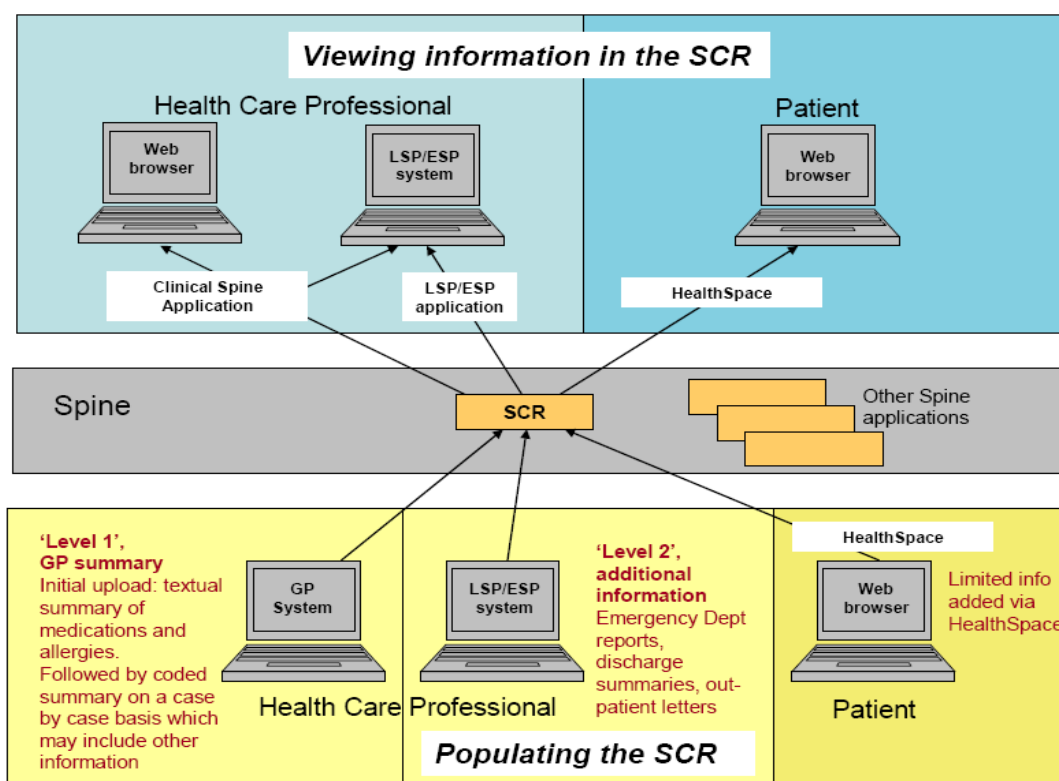 Viewing information in the SCR
Health Care Professional
Patient
Web
browser
LSP/ESP
system
Web
browser
Clinical Spine
Application
LSP/ESP
application
HealthSpace
Spine
SCR
Other Spine
applications
‘Level 1’,
GP summary
Initial upload: textual
summary of
medications and
allergies.
Followed by coded
summary on a case
by case basis which
may include other
information
GP
System
LSP/ESP
system
‘Level 2’,
additional
information
Emergency Dept
reports,
discharge
summaries, out-
patient letters
HealthSpace
Web
browser
Limited info
added via
HealthSpace
Health Care Professional
Patient
Populating the SCR